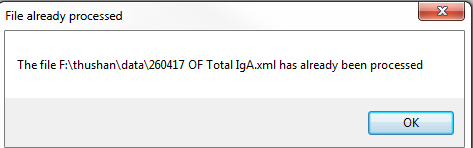 File already processed
The file F:\thushan\data\260417 OF Total IgA.xml has already been processed
OK